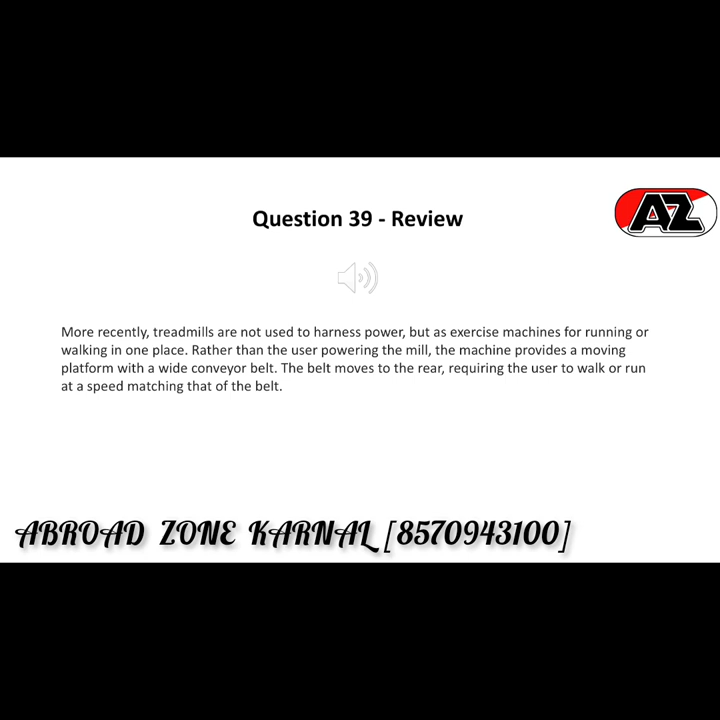 Question 39 - Review
AZ
More recently, treadmills are not used to harness power, but as exercise machines for running or
walking in one place. Rather than the user powering the mill, the machine provides a moving
platform with a wide conveyor belt. The belt moves to the rear, requiring the user to walk or run
at a speed matching that of the belt.
ABROAD ZONE KARNAL [8570943100]